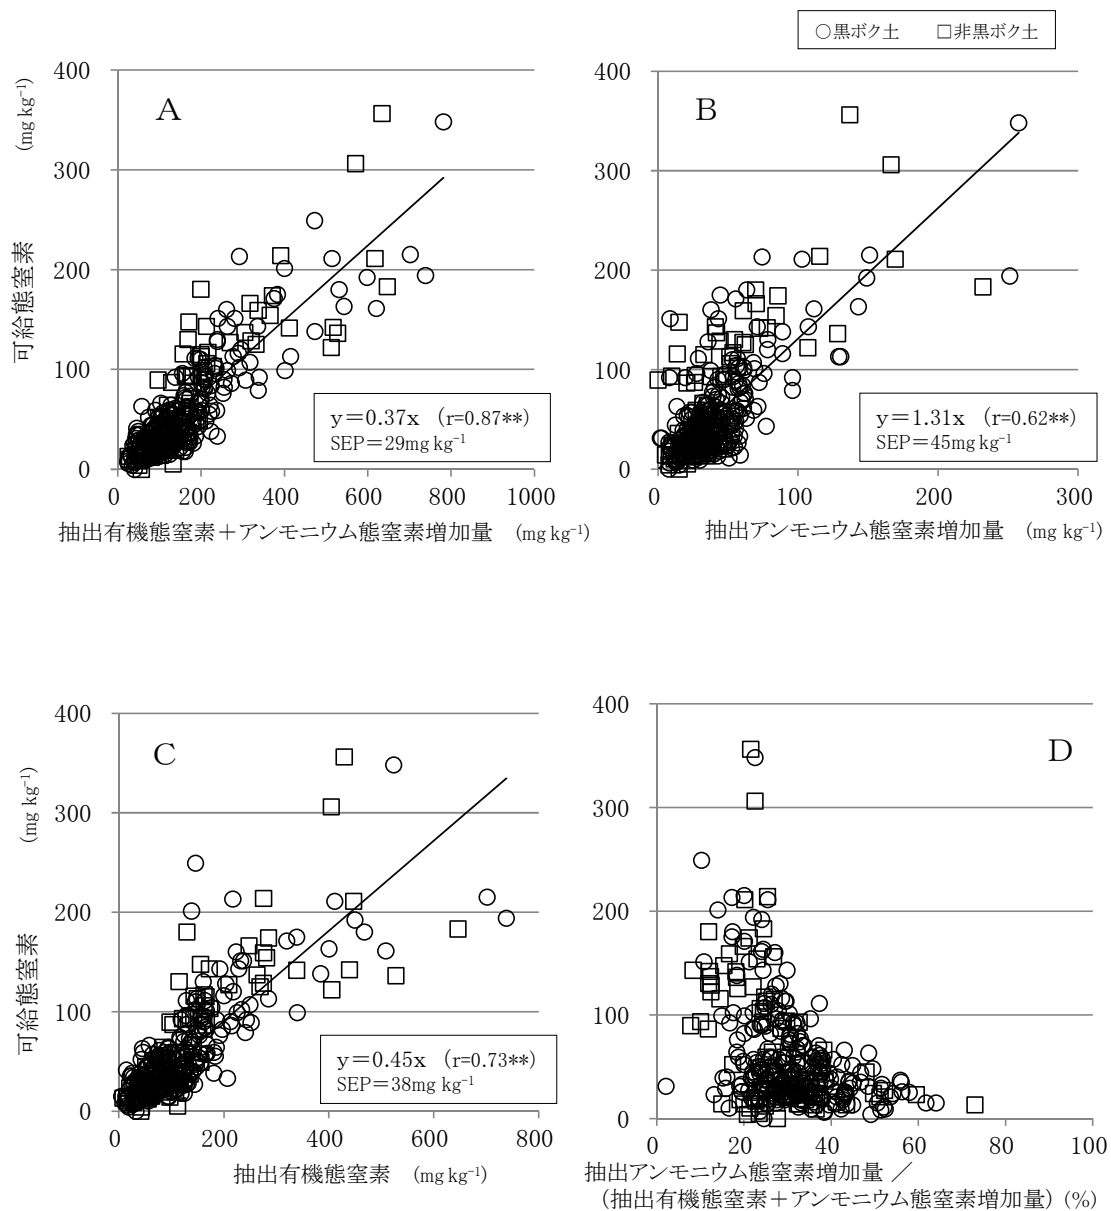 ○黒ボク土 □非黒ボク土
A
400
300
200
100
0
可給態窒素 (mg kg⁻¹)
y=0.37x (r=0.87**)
SEP=29mg kg⁻¹
0 200 400 600 800 1000
抽出有機態窒素+アンモニウム態窒素増加量 (mg kg⁻¹)
B
400
300
200
100
0
y=1.31x (r=0.62**)
SEP=45mg kg⁻¹
0 100 200 300
抽出アンモニウム態窒素増加量 (mg kg⁻¹)
C
400
300
200
100
0
可給態窒素 (mg kg⁻¹)
y=0.45x (r=0.73**)
SEP=38mg kg⁻¹
0 200 400 600 800
抽出有機態窒素 (mg kg⁻¹)
D
400
300
200
100
0
0 20 40 60 80 100
抽出アンモニウム態窒素増加量 /
(抽出有機態窒素+アンモニウム態窒素増加量) (%)